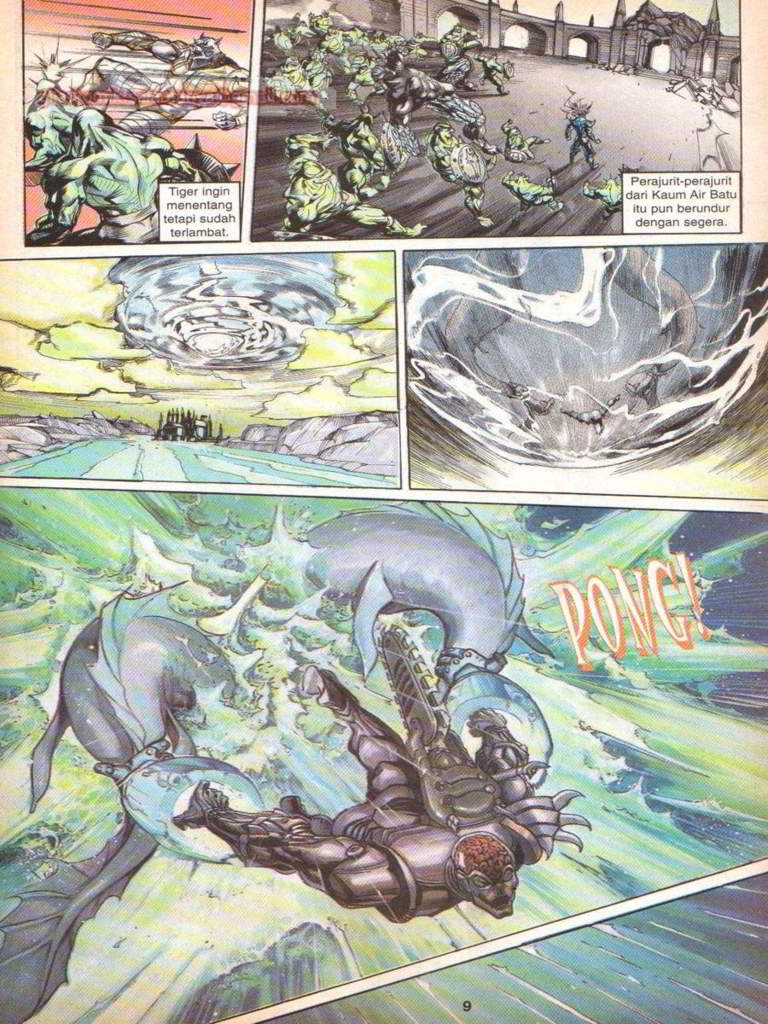 Tiger ingin
menentang
tetapi sudah
terlambat.
Perajurit-perajurit
dari Kaum Air Batu
itu pun berundur
dengan segera.
PONG!
9